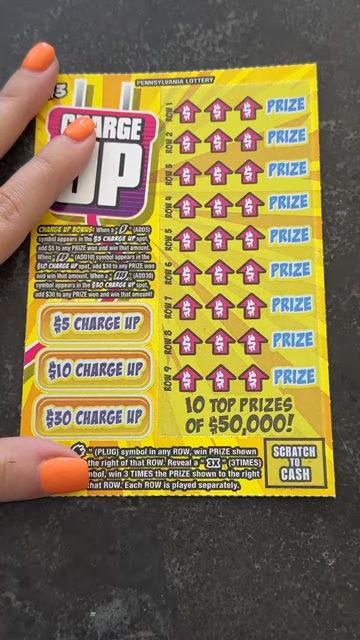 $3
PENNSYLVANIA LOTTERY
CHARGE
UP
ROW 1 PRIZE
ROW 2 PRIZE
ROW 3 PRIZE
ROW 4 PRIZE
ROW 5 PRIZE
ROW 6 PRIZE
ROW 7 PRIZE
ROW 8 PRIZE
ROW 9 PRIZE
CHARGE UP BONUS: When a " " (ADD5)
symbol appears in the $5 CHARGE UP spot,
add $5 to any PRIZE won and win that amount.
When a " " (ADD10) symbol appears in the
$10 CHARGE UP spot, add $10 to any PRIZE won
and win that amount. When a " " (ADD30)
symbol appears in the $30 CHARGE UP spot,
add $30 to any PRIZE won and win that amount!
$5 CHARGE UP
$10 CHARGE UP
$30 CHARGE UP
10 TOP PRIZES
OF $50,000!
" (PLUG) symbol in any ROW, win PRIZE shown
the right of that ROW. Reveal a "3X" (3TIMES)
symbol, win 3 TIMES the PRIZE shown to the right
that ROW. Each ROW is played separately.
SCRATCH
TO
CASH